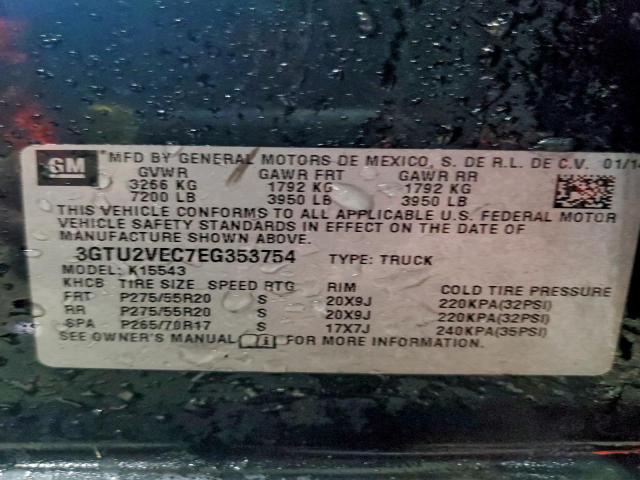 GM *MFD BY GENERAL MOTORS DE MEXICO, S. DE R.L. DE C.V. 01/14
GVWR GAWR FRT GAWR RR
3266 KG 1792 KG 1792 KG
7200 LB 3950 LB 3950 LB
THIS VEHICLE CONFORMS TO ALL APPLICABLE U.S. FEDERAL MOTOR
VEHICLE SAFETY STANDARDS IN EFFECT ON THE DATE OF
MANUFACTURE SHOWN ABOVE.
3GTU2VEC7EG353754 TYPE: TRUCK
MODEL: K15543
KHCB TIRE SIZE SPEED RTG RIM COLD TIRE PRESSURE
FRT P275/55R20 S 20X9J 220KPA(32PSI)
RR P275/55R20 S 20X9J 220KPA(32PSI)
SPA P265/70R17 S 17X7J 240KPA(35PSI)
SEE OWNER'S MANUAL FOR MORE INFORMATION.